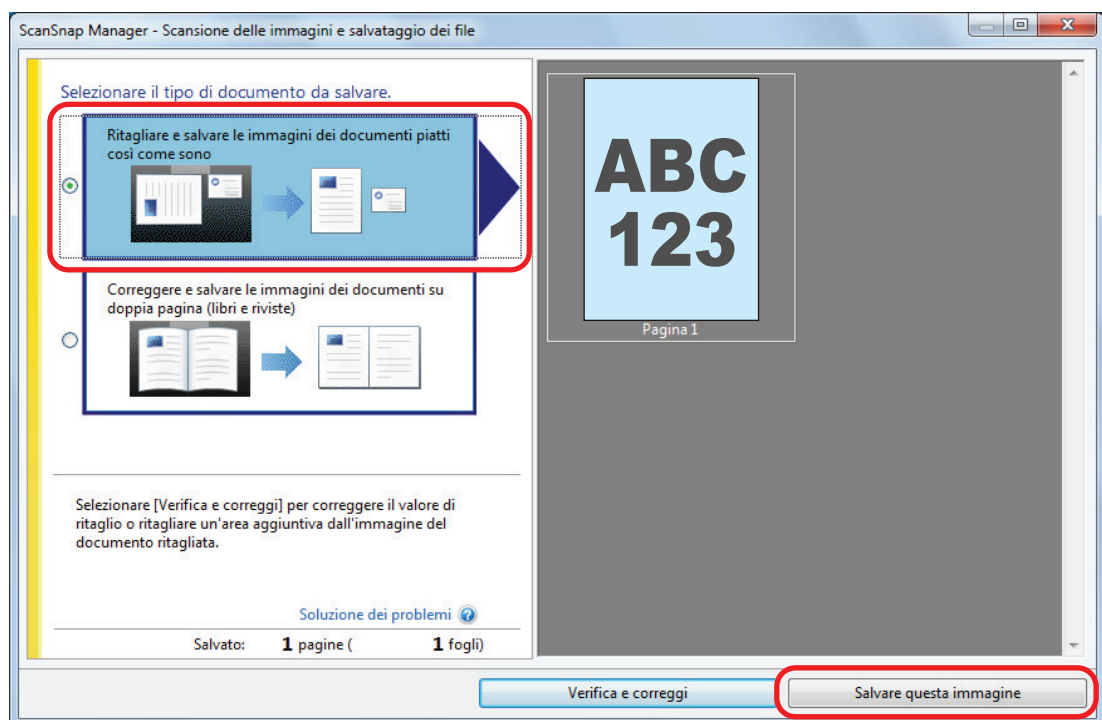 ScanSnap Manager - Scansione delle immagini e salvataggio dei file
Selezionare il tipo di documento da salvare.
Ritagliare e salvare le immagini dei documenti piatti
così come sono
Correggere e salvare le immagini dei documenti su
doppia pagina (libri e riviste)
Selezionare [Verifica e correggi] per correggere il valore di
ritaglio o ritagliare un'area aggiuntiva dall'immagine del
documento ritagliata.
Soluzione dei problemi
Salvato: 1 pagine ( 1 fogli)
ABC
123
Pagina 1
Verifica e correggi
Salvare questa immagine